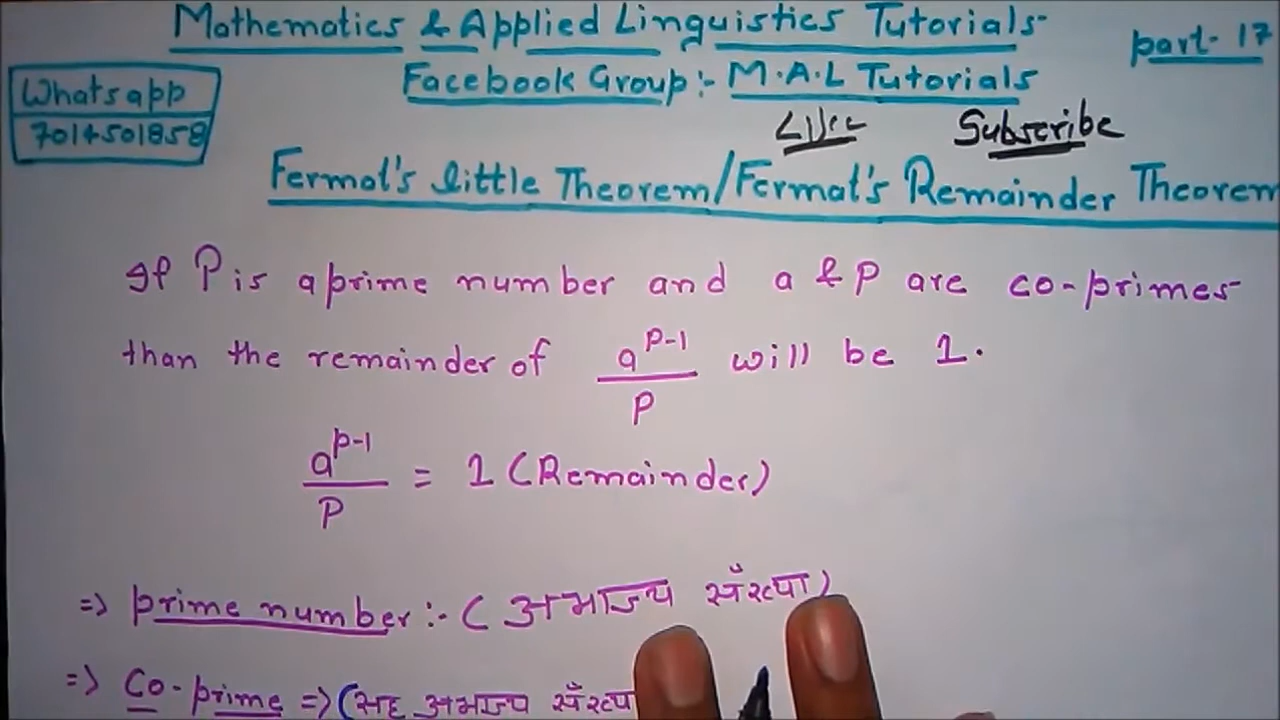 Mathematics & Applied Linguistics Tutorials
part-17
Facebook Group:- M.A.L Tutorials
Whatsapp
7014501858
Like Subscribe
Fermat's little Theorem/Fermat's Remainder Theorem
If P is a prime number and a & p are co-primes
than the remainder of a^{p-1}/p will be 1.
a^{p-1}/p = 1 (Remainder)
=> prime number:- ( अभाज्य सँख्या)
=> Co-prime => (सह अभाज्य सँख्या